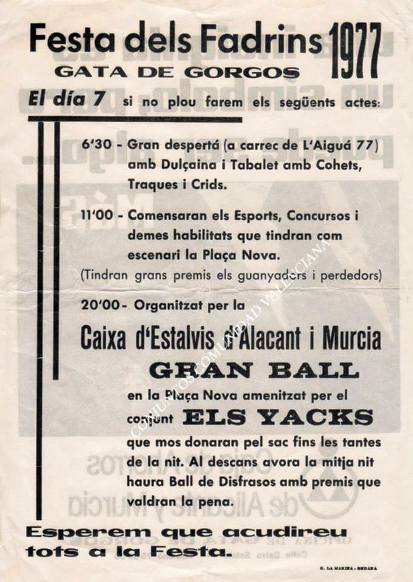 Festa dels Fadrins 1977
GATA DE GORGOS
El día 7 si no plou farem els següents actes:
6'30 - Gran despertá (a carrec de L'Aiguá 77)
amb Dulçaina i Tabalet amb Cohets,
Traques i Crids.
11'00 - Comensaran els Esports, Concursos i
demes habilitats que tindran com
escenari la Plaça Nova.
(Tindran grans premis els guanyadors i perdedors)
20'00 - Organitzat per la
Caixa d'Estalvis d'Alacant i Murcia
GRAN BALL
en la Plaça Nova amenitzat per el
conjunt ELS YACKS
que mos donaran pel sac fins les tantes
de la nit. Al descans avora la mitja nit
haura Ball de Disfrasos amb premis que
valdran la pena.
Esperem que acudireu
tots a la Festa.
G. LA MARINA - ONDARA
CONJUNTOS COMUNIDAD VALENCIANA